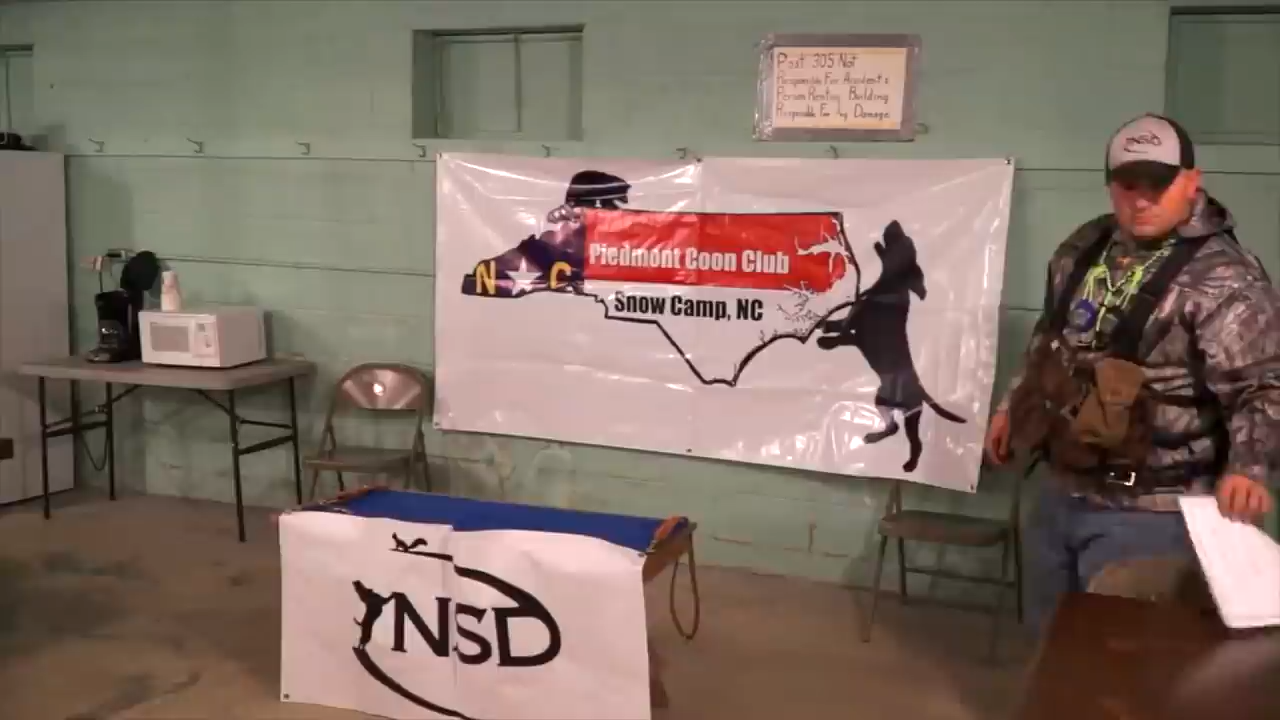 Post 305 Not
Responsible For Accidents
Person Renting Building
Responsible For Any Damage
NSD
N C
Piedmont Coon Club
Snow Camp, NC
NSD